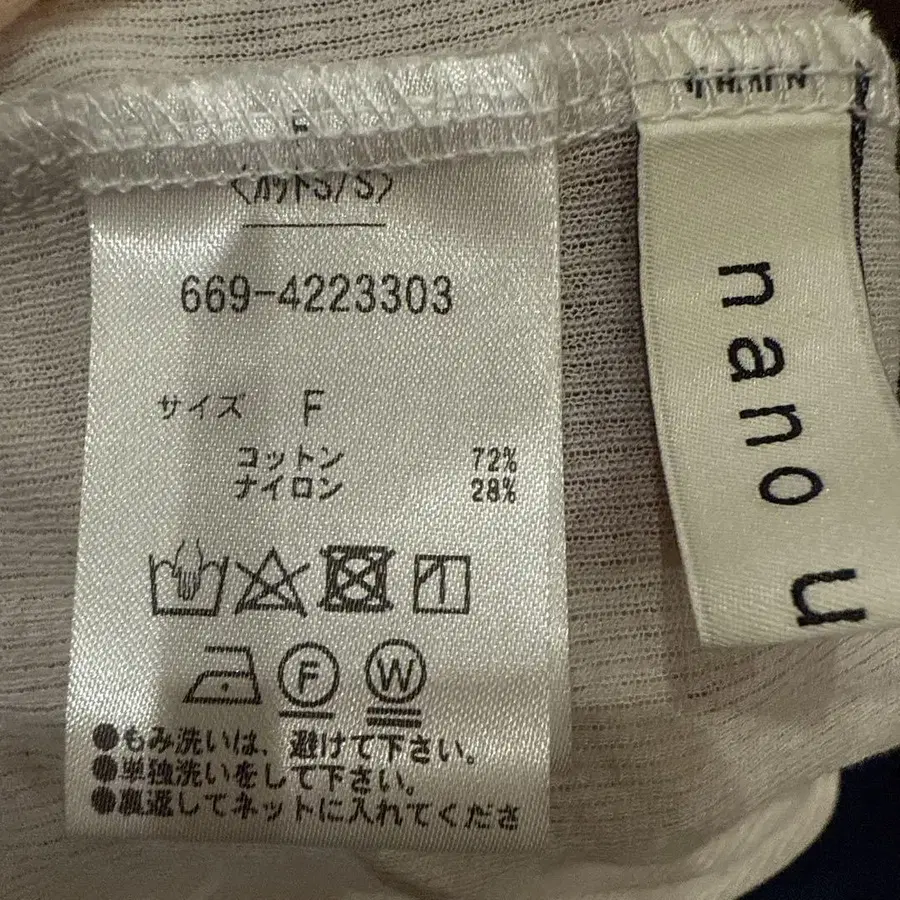 〈カットS/S〉
669-4223303
サイズ F
コットン 72%
ナイロン 28%
F W
●もみ洗いは、避けて下さい。
●単独洗いをして下さい。
●裏返してネットに入れてくださ
nano u